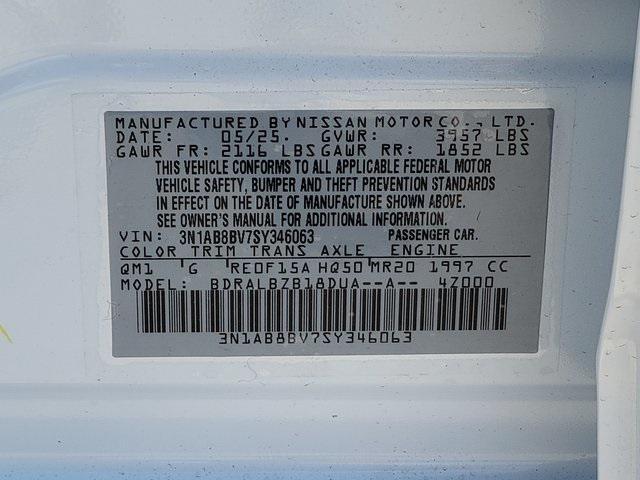 MANUFACTURED BY NISSAN MOTOR CO., LTD.
DATE: 05/25. GVWR: 3957 LBS
GAWR FR: 2116 LBS GAWR RR: 1852 LBS
THIS VEHICLE CONFORMS TO ALL APPLICABLE FEDERAL MOTOR
VEHICLE SAFETY, BUMPER AND THEFT PREVENTION STANDARDS
IN EFFECT ON THE DATE OF MANUFACTURE SHOWN ABOVE.
SEE OWNER'S MANUAL FOR ADDITIONAL INFORMATION.
VIN: 3N1AB8BV7SY346063 PASSENGER CAR.
COLOR TRIM TRANS AXLE ENGINE
QM1 G RE0F15A HQ50 MR20 1997 CC
MODEL: BDRALBZB18DUA--A-- 4Z000
3N1AB8BV7SY346063